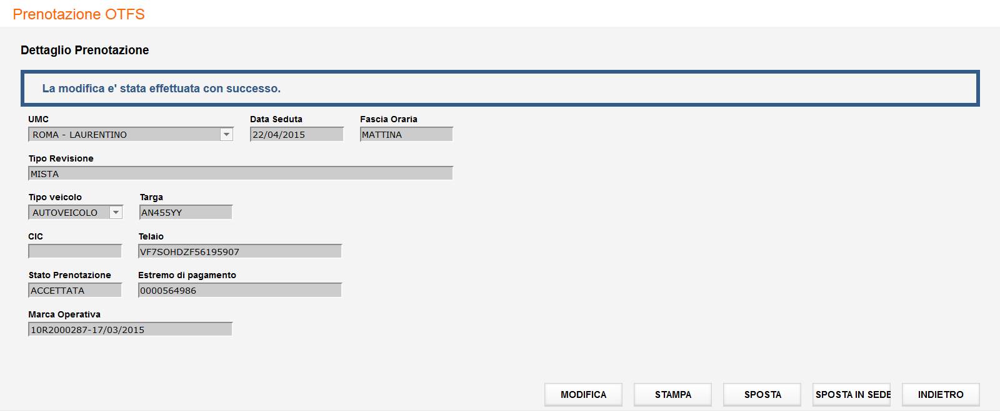 Prenotazione OTFS
Dettaglio Prenotazione
La modifica e' stata effettuata con successo.
UMC Data Seduta Fascia Oraria
ROMA - LAURENTINO 22/04/2015 MATTINA
Tipo Revisione
MISTA
Tipo veicolo Targa
AUTOVEICOLO AN455YY
CIC Telaio
VF7SOHDZF56195907
Stato Prenotazione Estremo di pagamento
ACCETTATA 0000564986
Marca Operativa
10R2000287-17/03/2015
MODIFICA STAMPA SPOSTA SPOSTA IN SEDE INDIETRO